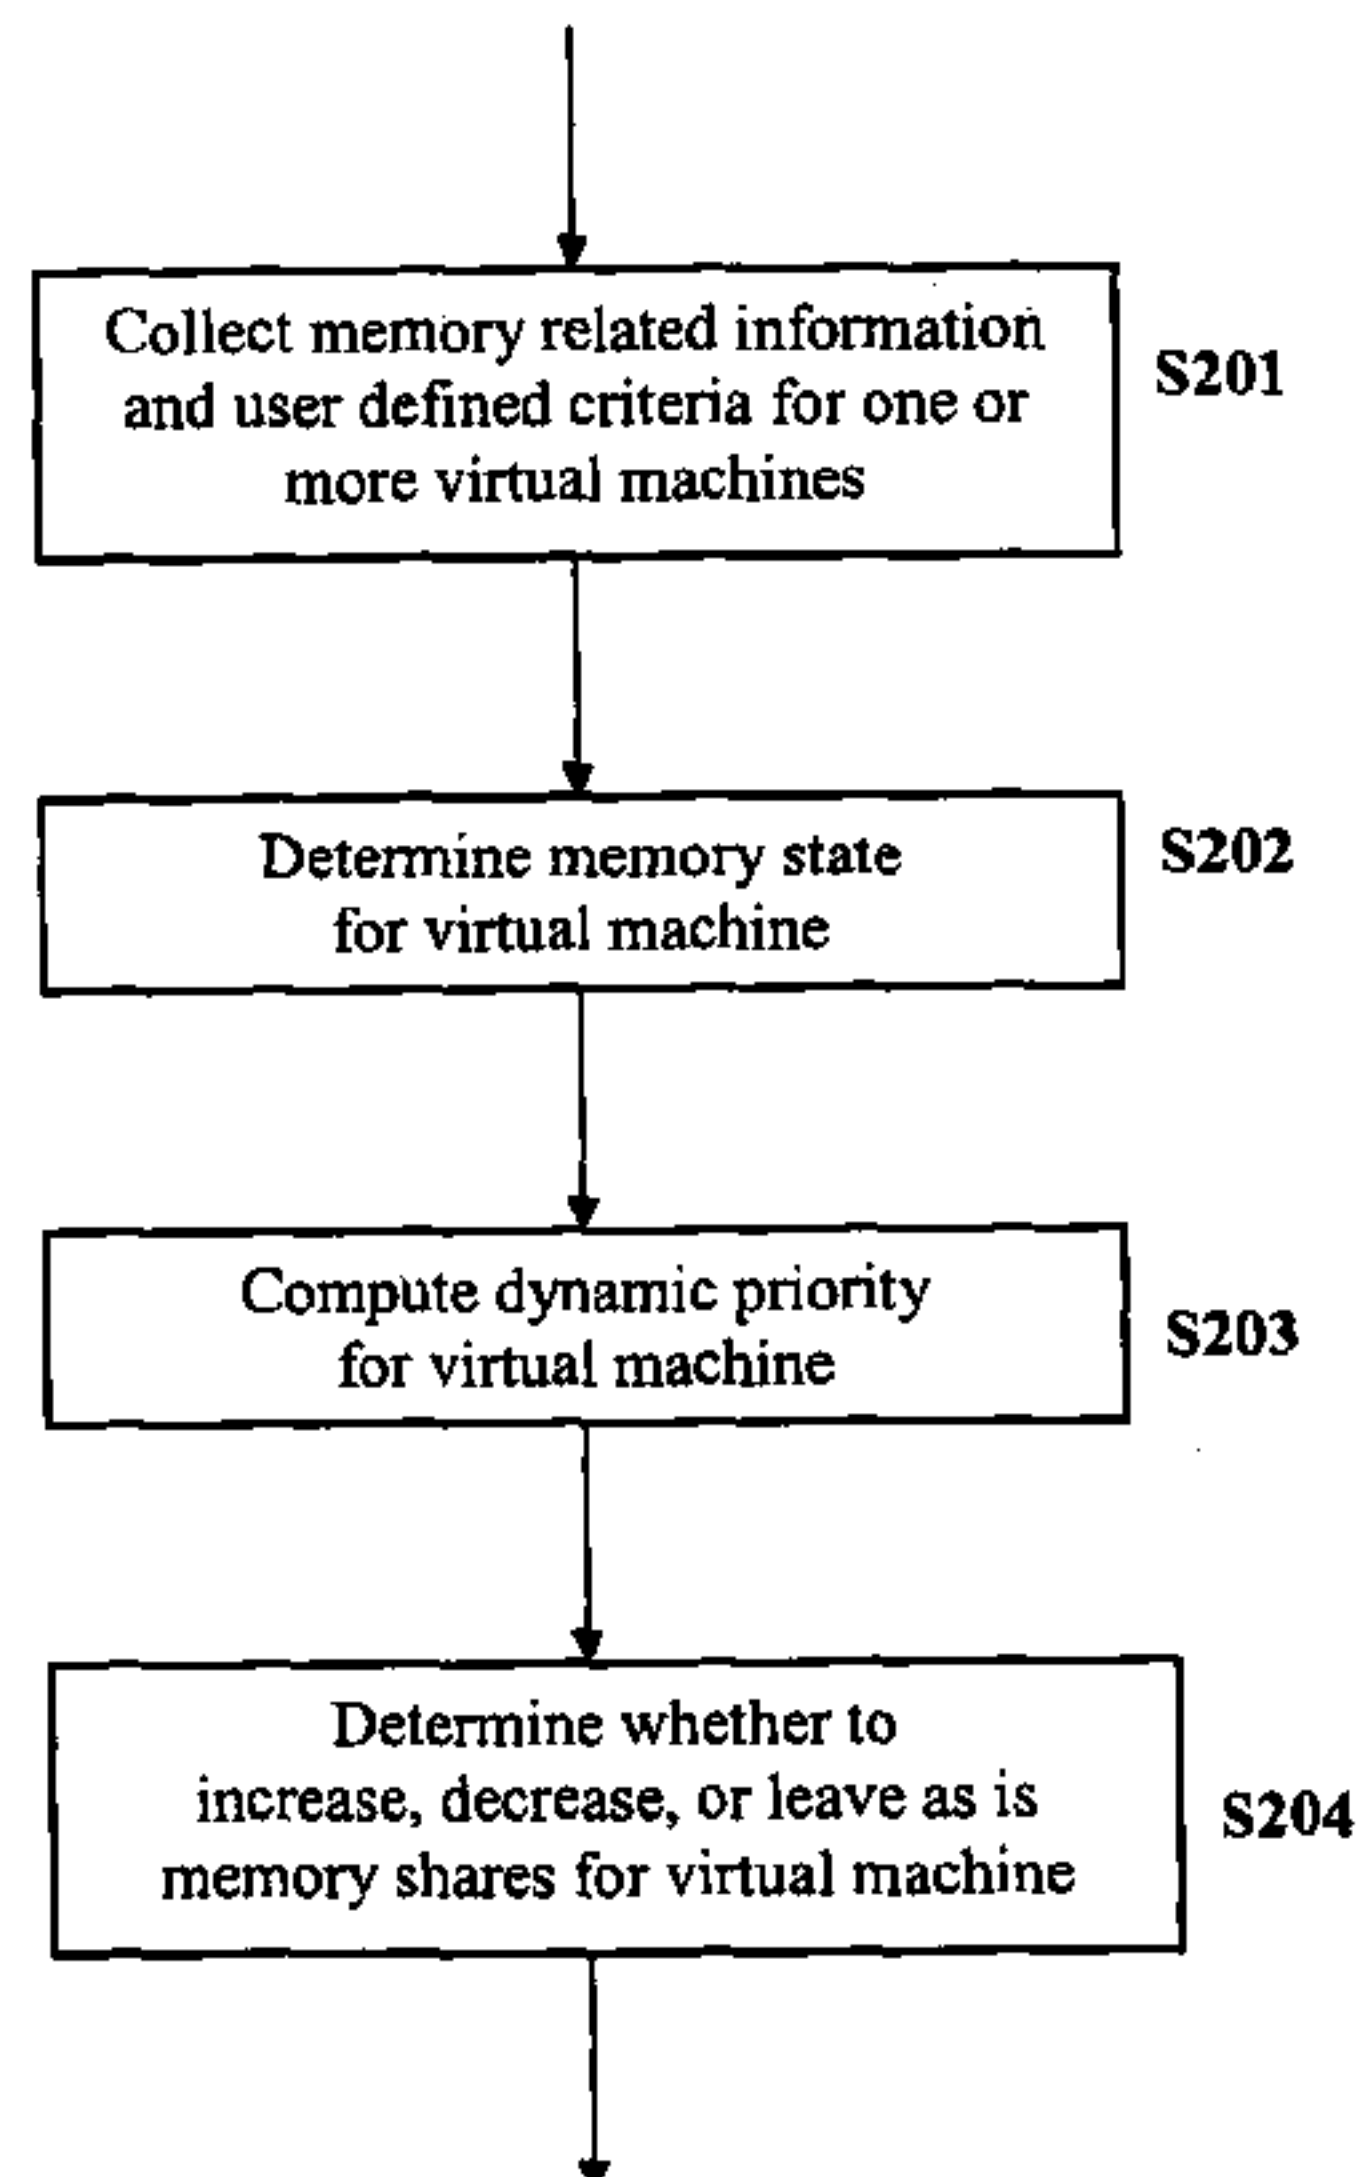 Collect memory related information
and user defined criteria for one or
more virtual machines
S201
Determine memory state
for virtual machine
S202
Compute dynamic priority
for virtual machine
S203
Determine whether to
increase, decrease, or leave as is
memory shares for virtual machine
S204